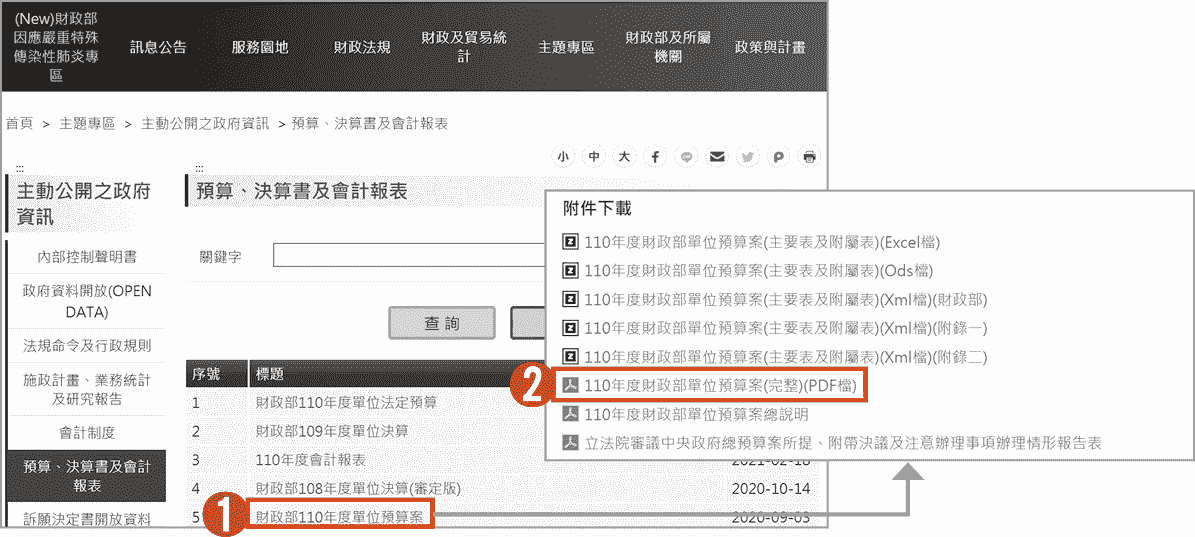 (New)財政部
因應嚴重特殊
傳染性肺炎專
區
訊息公告
服務園地
財政法規
財政及貿易統
計
主題專區
財政部及所屬
機關
政策與計畫
首頁 > 主題專區 > 主動公開之政府資訊 > 預算、決算書及會計報表
小 中 大
:::
主動公開之政府
資訊
內部控制聲明書
政府資料開放(OPEN
DATA)
法規命令及行政規則
施政計畫、業務統計
及研究報告
會計制度
預算、決算書及會計
報表
訴願決定書開放資料
:::
預算、決算書及會計報表
關鍵字
查詢
序號 標題
1 財政部110年度單位法定預算
2 財政部109年度單位決算
3 110年度會計報表 2021-02-18
4 財政部108年度單位決算(審定版) 2020-10-14
5 1 財政部110年度單位預算案 2020-09-03
附件下載
110年度財政部單位預算案(主要表及附屬表)(Excel檔)
110年度財政部單位預算案(主要表及附屬表)(Ods檔)
110年度財政部單位預算案(主要表及附屬表)(Xml檔)(財政部)
110年度財政部單位預算案(主要表及附屬表)(Xml檔)(附錄一)
110年度財政部單位預算案(主要表及附屬表)(Xml檔)(附錄二)
2 110年度財政部單位預算案(完整)(PDF檔)
110年度財政部單位預算案總說明
立法院審議中央政府總預算案所提、附帶決議及注意辦理事項辦理情形報告表